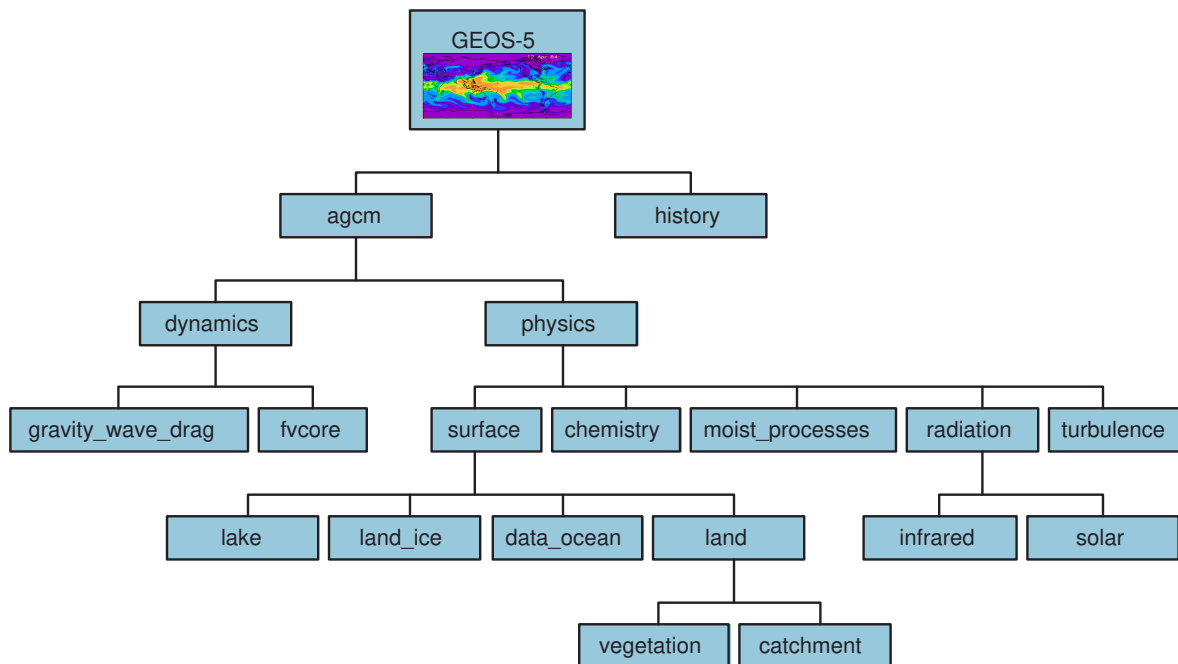 GEOS-5
agcm
history
dynamics
physics
gravity_wave_drag
fvcore
surface
chemistry
moist_processes
radiation
turbulence
lake
land_ice
data_ocean
land
infrared
solar
vegetation
catchment